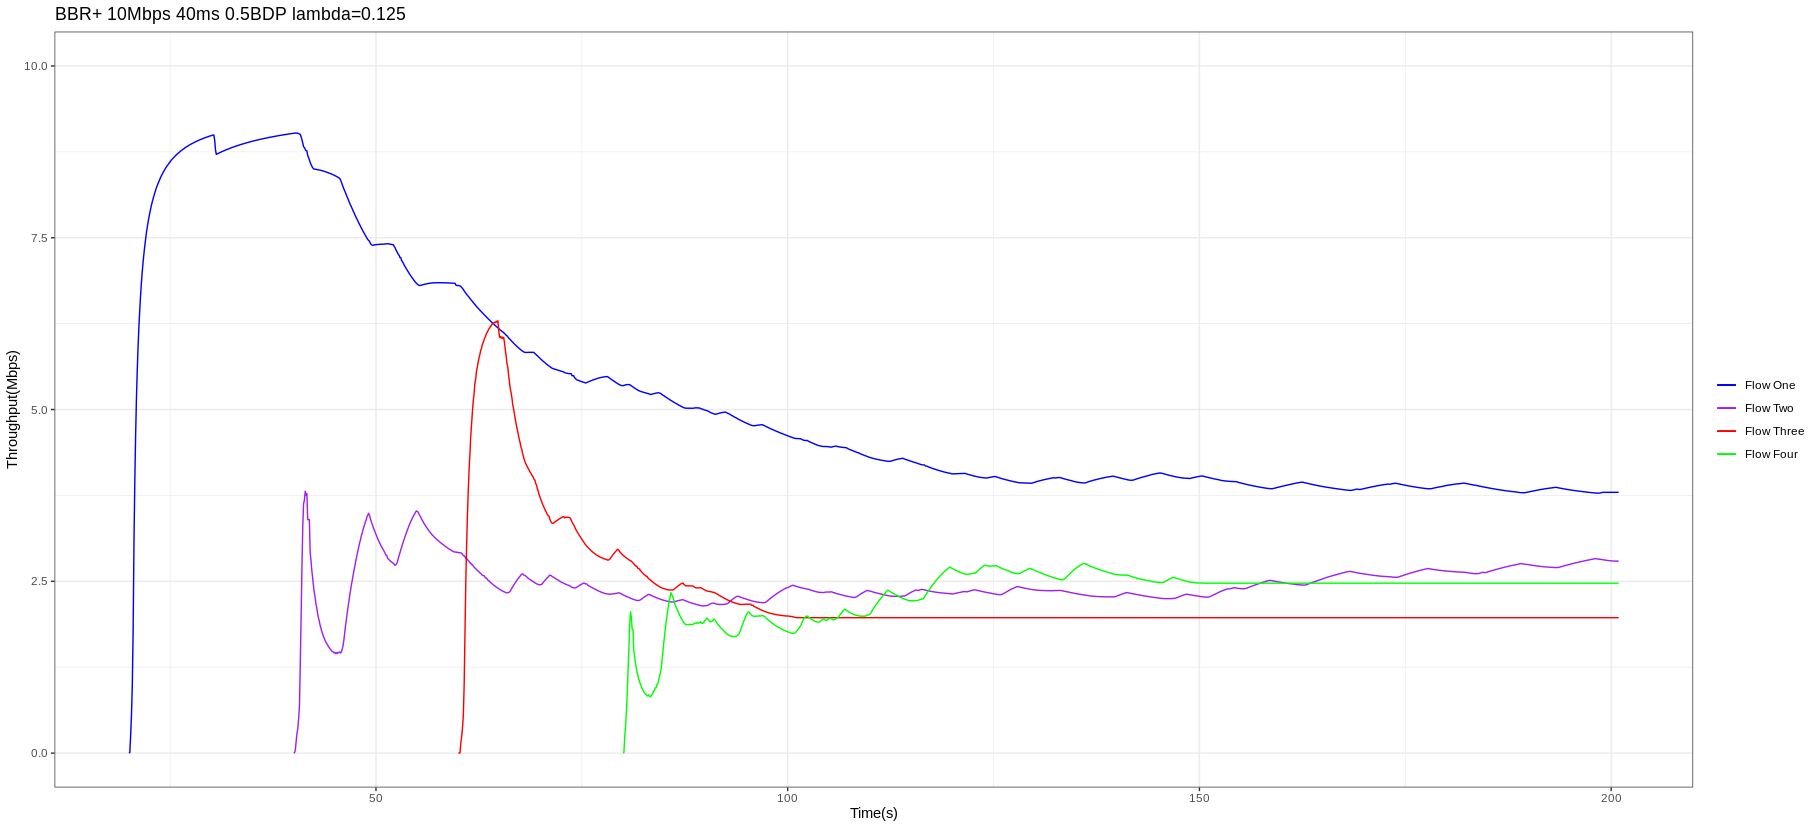 BBR+ 10Mbps 40ms 0.5BDP lambda=0.125
Throughput(Mbps)
10.0
7.5
5.0
2.5
0.0
50
100
150
200
Time(s)
Flow One
Flow Two
Flow Three
Flow Four